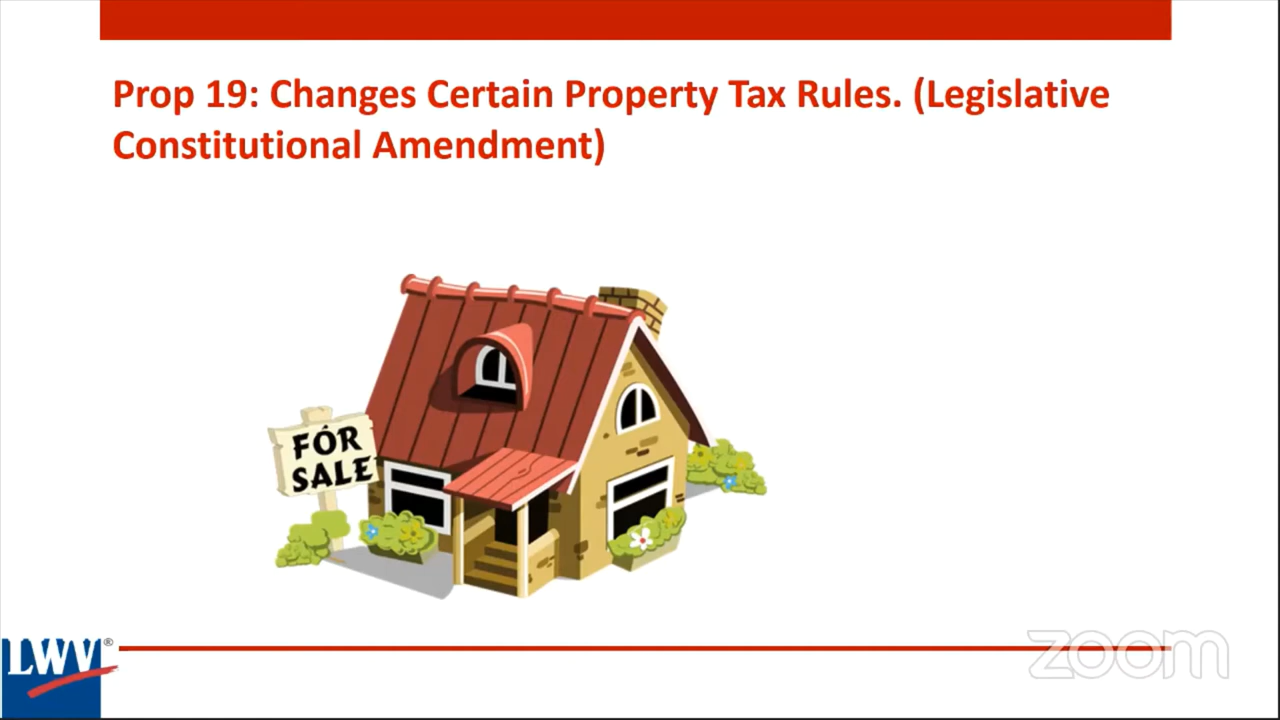 Prop 19: Changes Certain Property Tax Rules. (Legislative
Constitutional Amendment)
FOR
SALE
LWV®
zoom